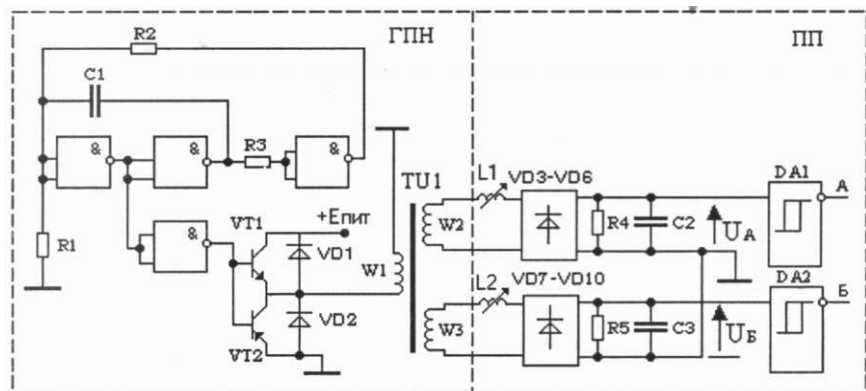 ГПН
ПП
R2
C1
&
&
R3
&
R1
&
VT1
+Eпит
VD1
VD2
VT2
W1
TU1
W2
W3
L1
VD3-VD6
R4
C2
UА
DA1
А
L2
VD7-VD10
R5
C3
UБ
DA2
Б